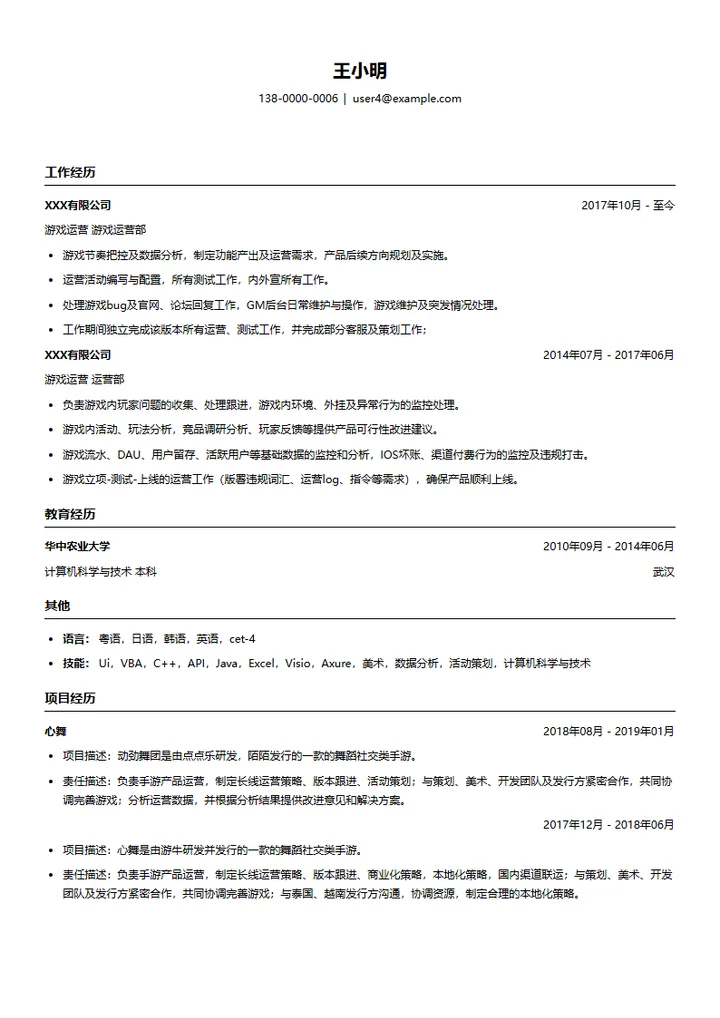 王小明
138-0000-0006 | user4@example.com
工作经历
XXX有限公司 2017年10月 - 至今
游戏运营 游戏运营部
• 游戏节奏把控及数据分析，制定功能产出及运营需求，产品后续方向规划及实施。
• 运营活动编写与配置，所有测试工作，内外宣所有工作。
• 处理游戏bug及官网、论坛回复工作，GM后台日常维护与操作，游戏维护及突发情况处理。
• 工作期间独立完成该版本所有运营、测试工作，并完成部分客服及策划工作；
XXX有限公司 2014年07月 - 2017年06月
游戏运营 运营部
• 负责游戏内玩家问题的收集、处理跟进，游戏内环境、外挂及异常行为的监控处理。
• 游戏内活动、玩法分析，竞品调研分析、玩家反馈等提供产品可行性改进建议。
• 游戏流水、DAU、用户留存、活跃用户等基础数据的监控和分析，IOS坏账、渠道付费行为的监控及违规打击。
• 游戏立项-测试-上线的运营工作（版署违规词汇、运营log、指令等需求），确保产品顺利上线。
教育经历
华中农业大学 2010年09月 - 2014年06月
计算机科学与技术 本科 武汉
其他
• 语言： 粤语，日语，韩语，英语，cet-4
• 技能： Ui，VBA，C++，API，Java，Excel，Visio，Axure，美术，数据分析，活动策划，计算机科学与技术
项目经历
心舞 2018年08月 - 2019年01月
• 项目描述：动劲舞团是由点点乐研发，陌陌发行的一款的舞蹈社交类手游。
• 责任描述：负责手游产品运营，制定长线运营策略、版本跟进、活动策划；与策划、美术、开发团队及发行方紧密合作，共同协
调完善游戏；分析运营数据，并根据分析结果提供改进意见和解决方案。
2017年12月 - 2018年06月
• 项目描述：心舞是由游牛研发并发行的一款的舞蹈社交类手游。
• 责任描述：负责手游产品运营，制定长线运营策略、版本跟进、商业化策略，本地化策略，国内渠道联运；与策划、美术、开发
团队及发行方紧密合作，共同协调完善游戏；与泰国、越南发行方沟通，协调资源，制定合理的本地化策略。